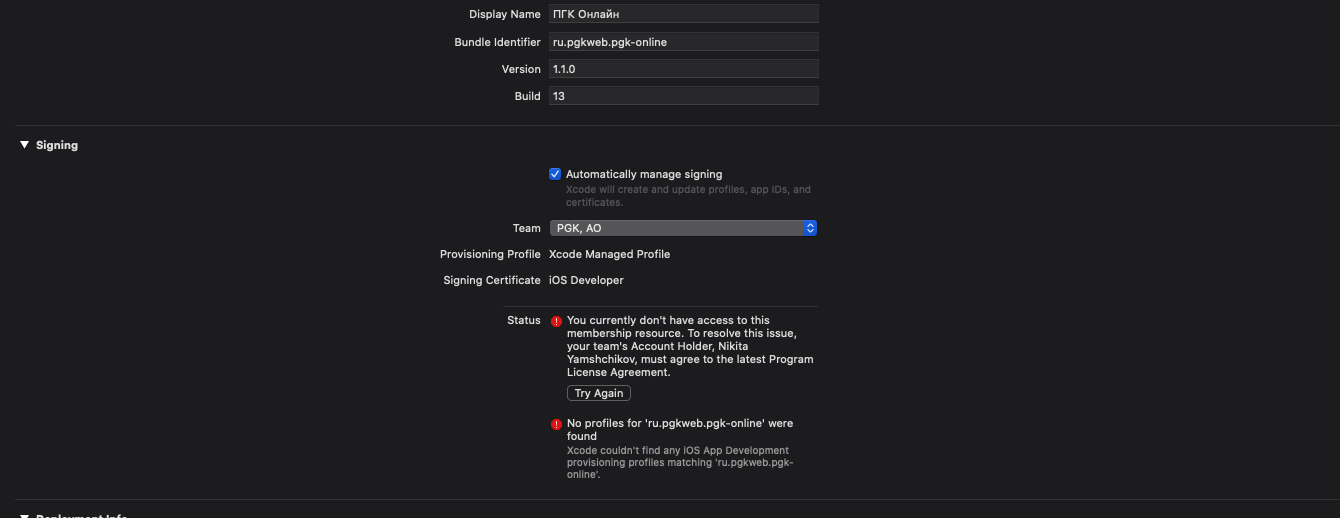 Display Name ПГК Онлайн
Bundle Identifier ru.pgkweb.pgk-online
Version 1.1.0
Build 13
Signing
Automatically manage signing
Xcode will create and update profiles, app IDs, and
certificates.
Team PGK, AO
Provisioning Profile Xcode Managed Profile
Signing Certificate iOS Developer
Status You currently don't have access to this
membership resource. To resolve this issue,
your team's Account Holder, Nikita
Yamshchikov, must agree to the latest Program
License Agreement.
Try Again
No profiles for 'ru.pgkweb.pgk-online' were
found
Xcode couldn't find any iOS App Development
provisioning profiles matching 'ru.pgkweb.pgk-
online'.
Deployment Info